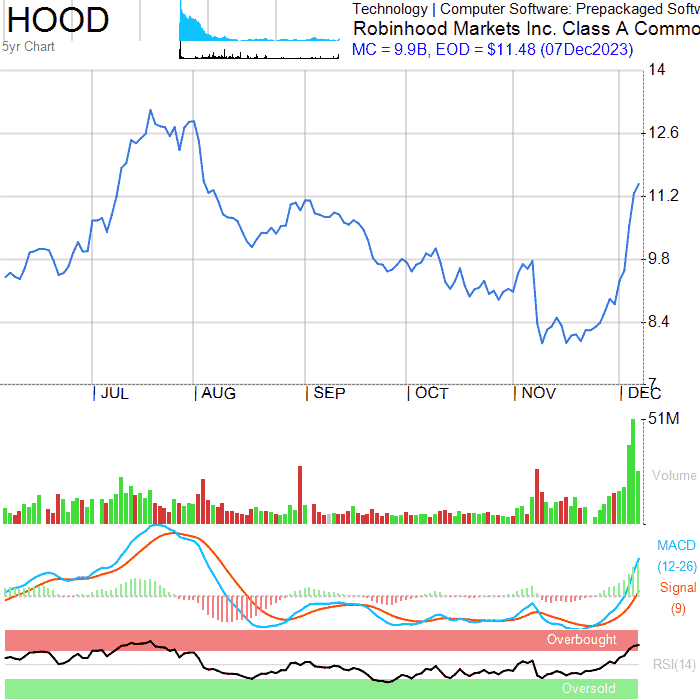 HOOD
5yr Chart
Technology | Computer Software: Prepackaged Softw
Robinhood Markets Inc. Class A Commo
MC = 9.9B, EOD = $11.48 (07Dec2023)
14
12.6
11.2
9.8
8.4
7
JUL AUG SEP OCT NOV DEC
51M
Volume
MACD
(12-26)
Signal
(9)
Overbought
RSI(14)
Oversold